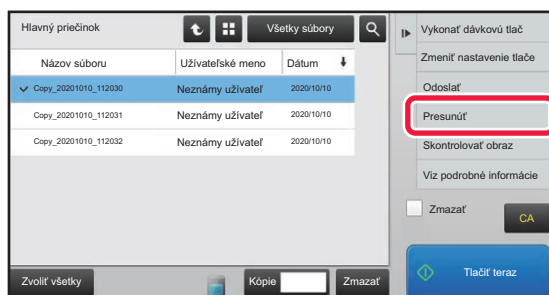 Hlavný priečinok
Všetky súbory
Názov súboru
Užívateľské meno
Dátum
Copy_20201010_112030
Neznámy užívateľ
2020/10/10
Copy_20201010_112031
Neznámy užívateľ
2020/10/10
Copy_20201010_112032
Neznámy užívateľ
2020/10/10
Zvoliť všetky
Kópie
Zmazať
Vykonať dávkovú tlač
Zmeniť nastavenie tlače
Odoslať
Presunúť
Skontrolovať obraz
Viz podrobné informácie
Zmazať
CA
Tlačiť teraz